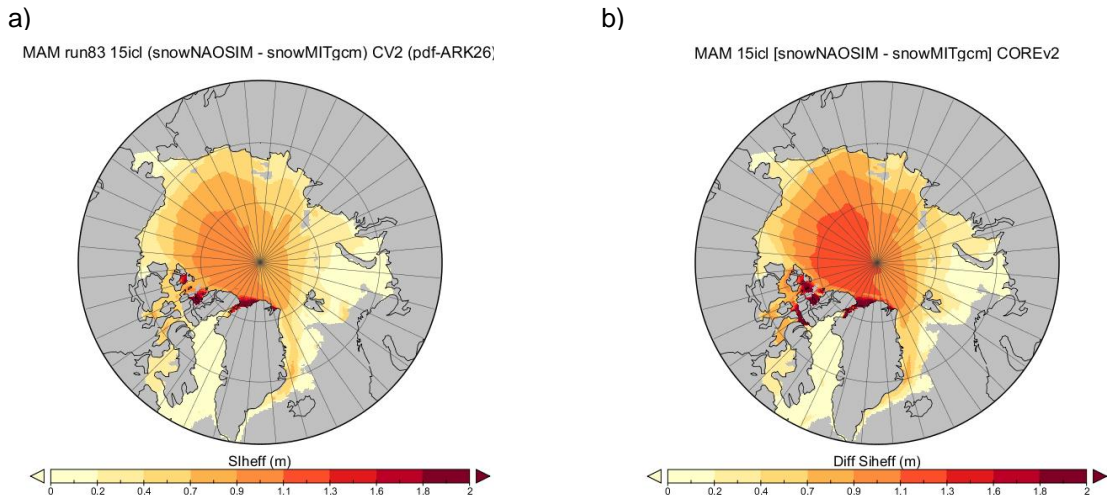 a)
MAM run83 15icl (snowNAOSIM - snowMITgcm) CV2 (pdf-ARK26)
SIheff (m)
0 0.2 0.4 0.7 0.9 1.1 1.3 1.6 1.8 2
b)
MAM 15icl [snowNAOSIM - snowMITgcm] COREv2
Diff Siheff (m)
0 0.2 0.4 0.7 0.9 1.1 1.3 1.6 1.8 2